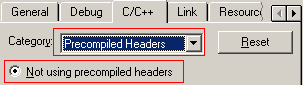 General Debug C/C++ Link Resourc
Category: Precompiled Headers Reset
Not using precompiled headers